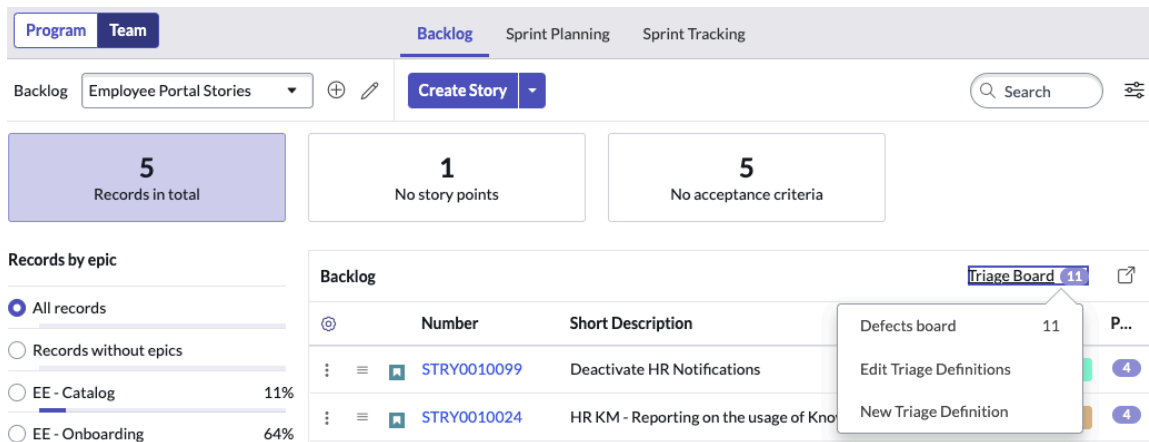 Program Team
Backlog Sprint Planning Sprint Tracking
Backlog Employee Portal Stories Create Story Search
5
Records in total
1
No story points
5
No acceptance criteria
Records by epic
All records
Records without epics
EE - Catalog 11%
EE - Onboarding 64%
Backlog Triage Board 11
Number Short Description P...
STRY0010099 Deactivate HR Notifications 4
STRY0010024 HR KM - Reporting on the usage of 4
Defects board 11
Edit Triage Definitions
New Triage Definition